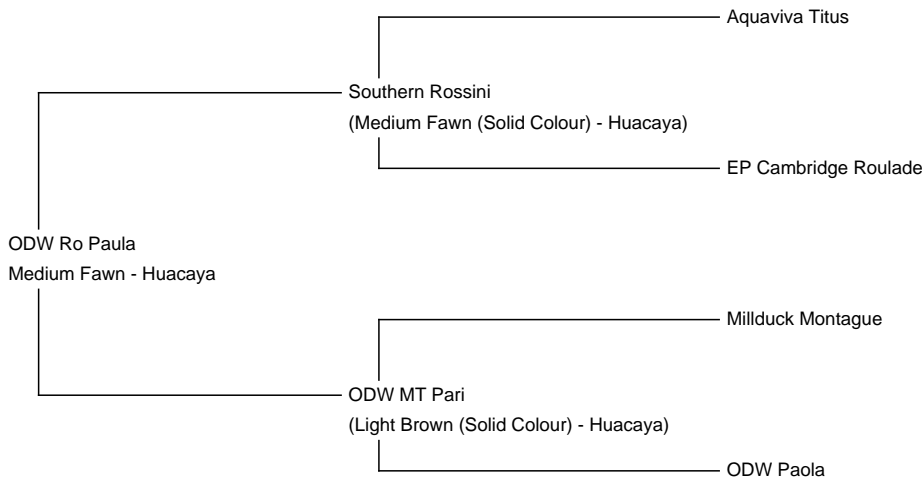 Aquaviva Titus
Southern Rossini
(Medium Fawn (Solid Colour) - Huacaya)
EP Cambridge Roulade
ODW Ro Paula
Medium Fawn - Huacaya
Millduck Montague
ODW MT Pari
(Light Brown (Solid Colour) - Huacaya)
ODW Paola